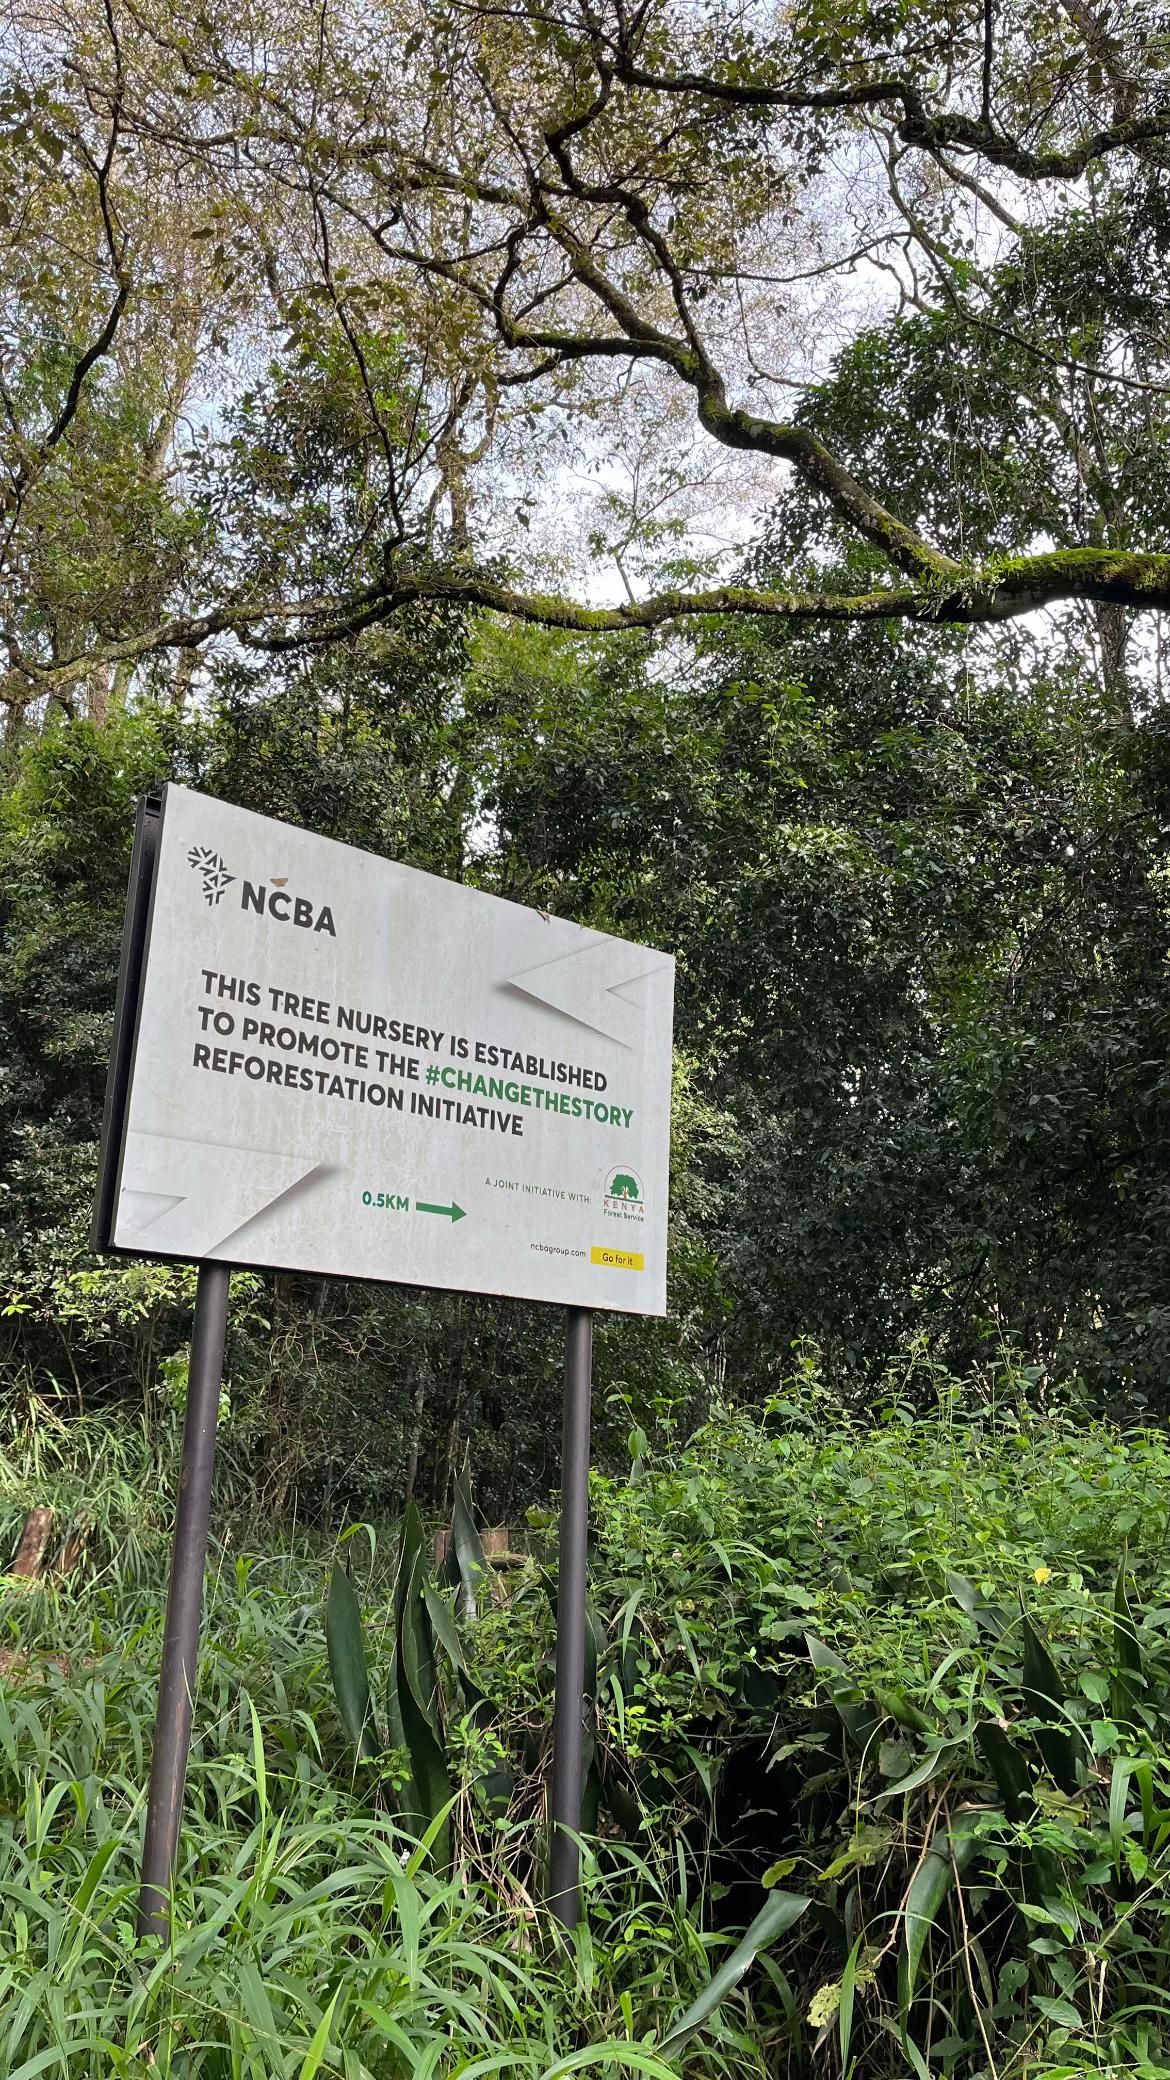 NCBA
THIS TREE NURSERY IS ESTABLISHED
TO PROMOTE THE #CHANGETHESTORY
REFORESTATION INITIATIVE
0.5KM
A JOINT INITIATIVE WITH:
KENYA
Forest Service
ncbagroup.com
Go for it